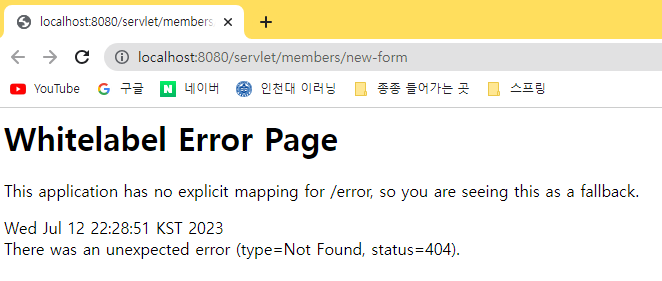 localhost:8080/servlet/members
localhost:8080/servlet/members/new-form
YouTube 구글 네이버 인천대 이러닝 종종 들어가는 곳 스프링
Whitelabel Error Page
This application has no explicit mapping for /error, so you are seeing this as a fallback.
Wed Jul 12 22:28:51 KST 2023
There was an unexpected error (type=Not Found, status=404).